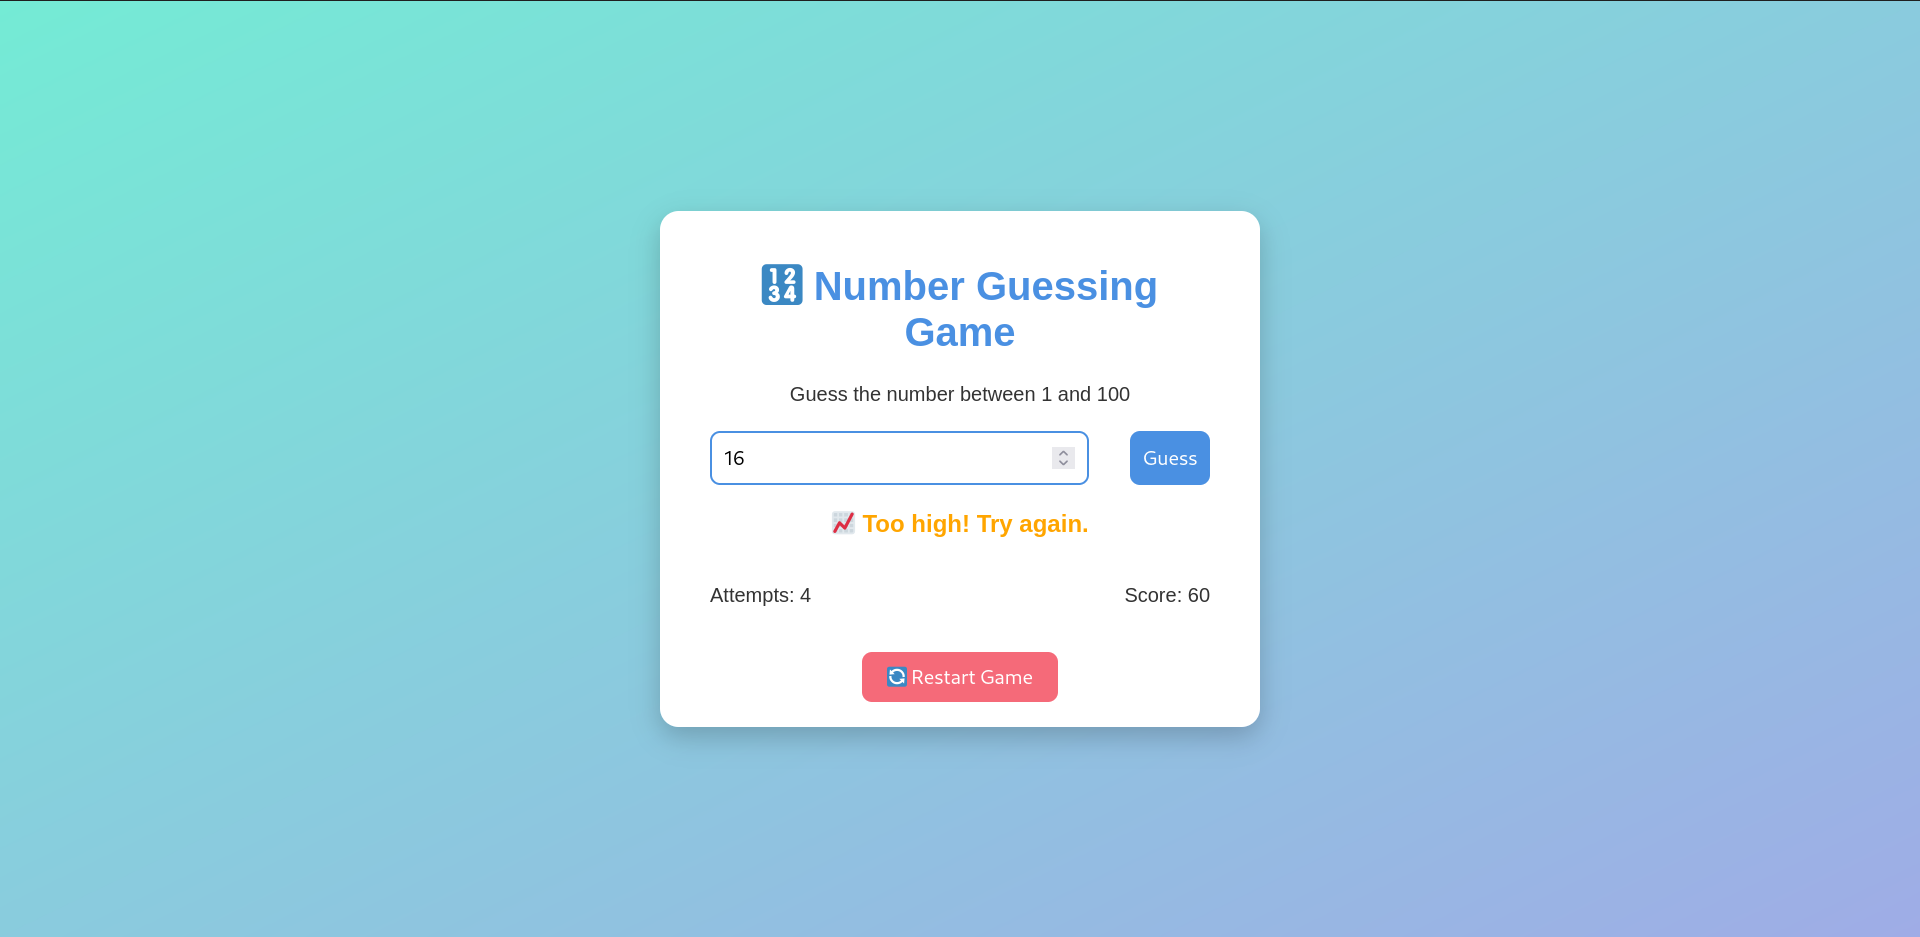 🔢 Number Guessing
Game
Guess the number between 1 and 100
16
Guess
📈 Too high! Try again.
Attempts: 4
Score: 60
🔄 Restart Game